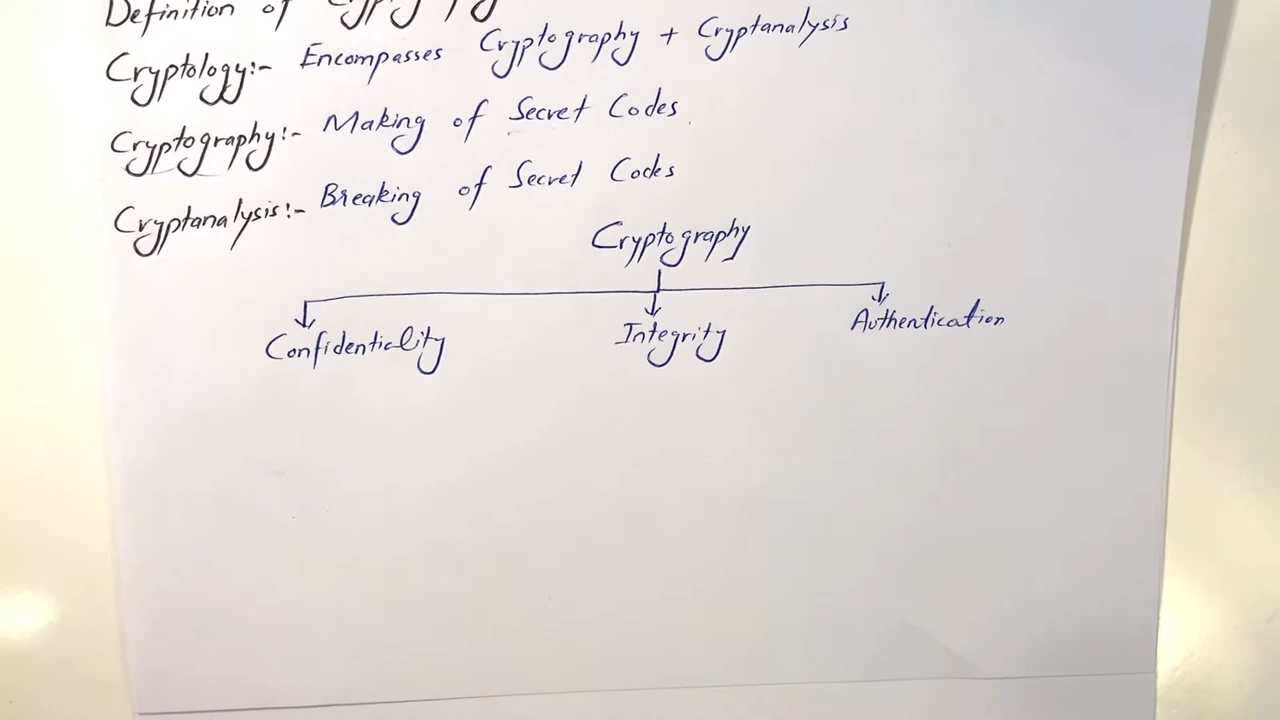 Definition of
Cryptology:- Encompasses Cryptography + Cryptanalysis
Cryptography:- Making of Secret Codes
Cryptanalysis:- Breaking of Secret Codes
Cryptography
Confidentiality Integrity Authentication